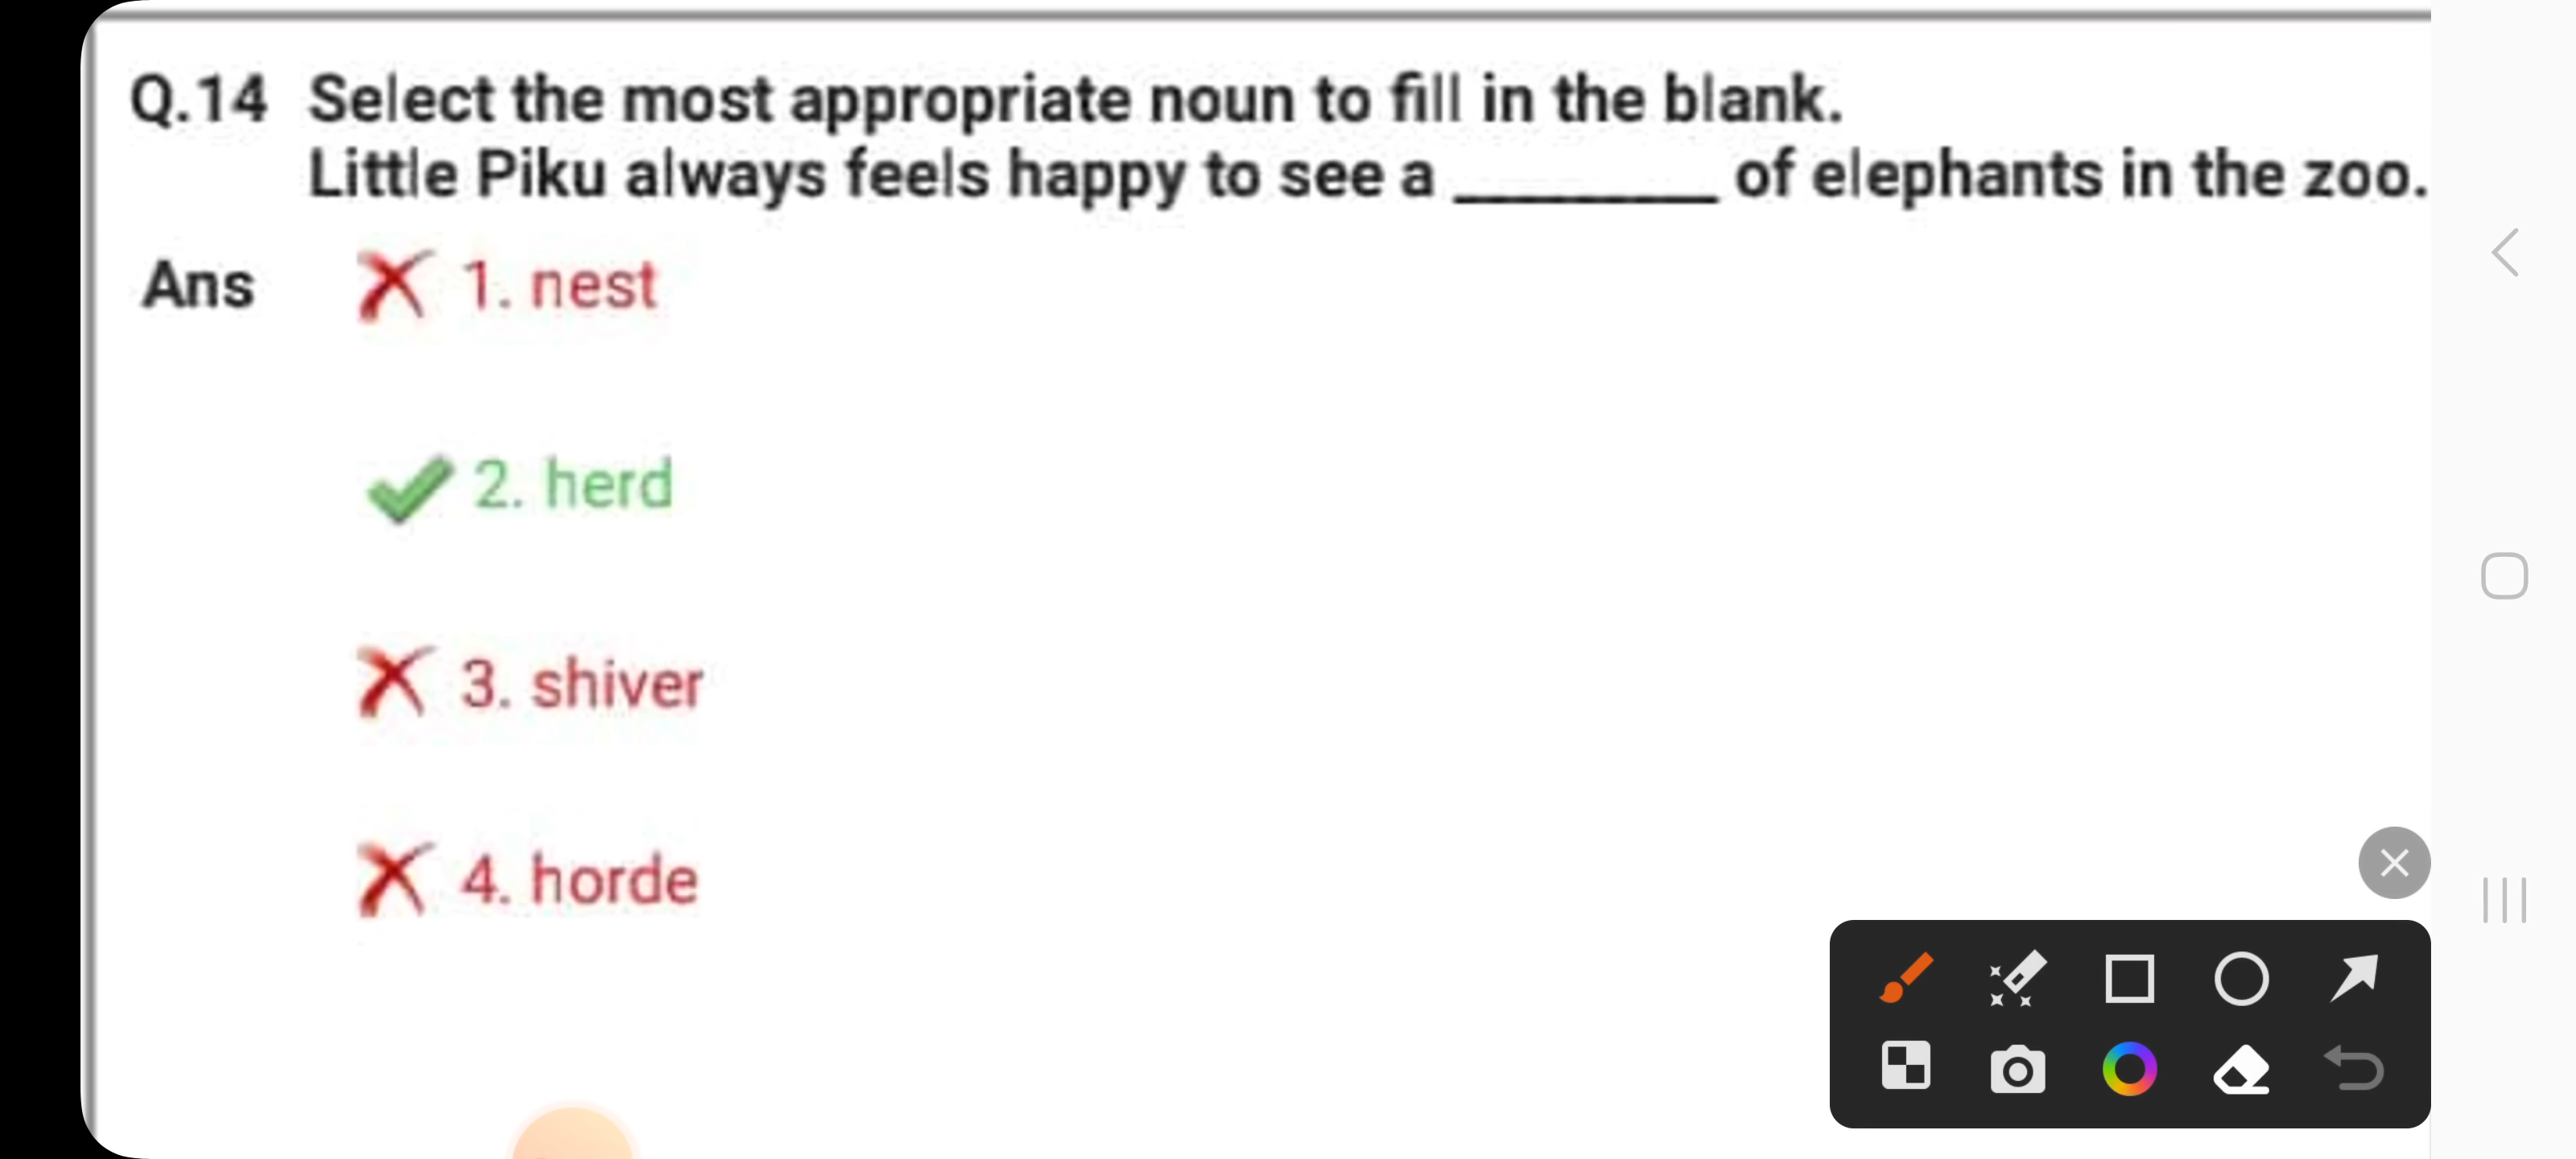 Q.14 Select the most appropriate noun to fill in the blank.
Little Piku always feels happy to see a ________ of elephants in the zoo.
Ans 1. nest
2. herd
3. shiver
4. horde